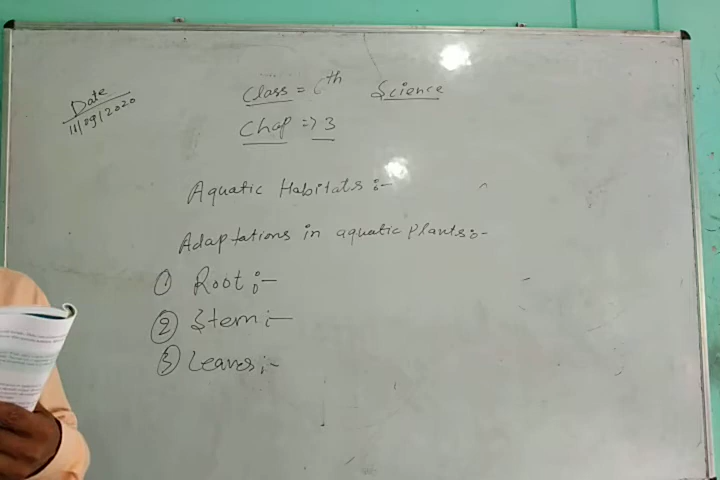 Date
11/09/2020
Class = 6th Science
Chap => 3
Aquatic Habitats :-
Adaptations in aquatic plants :-
① Root :-
② Stem :-
③ Leaves :-